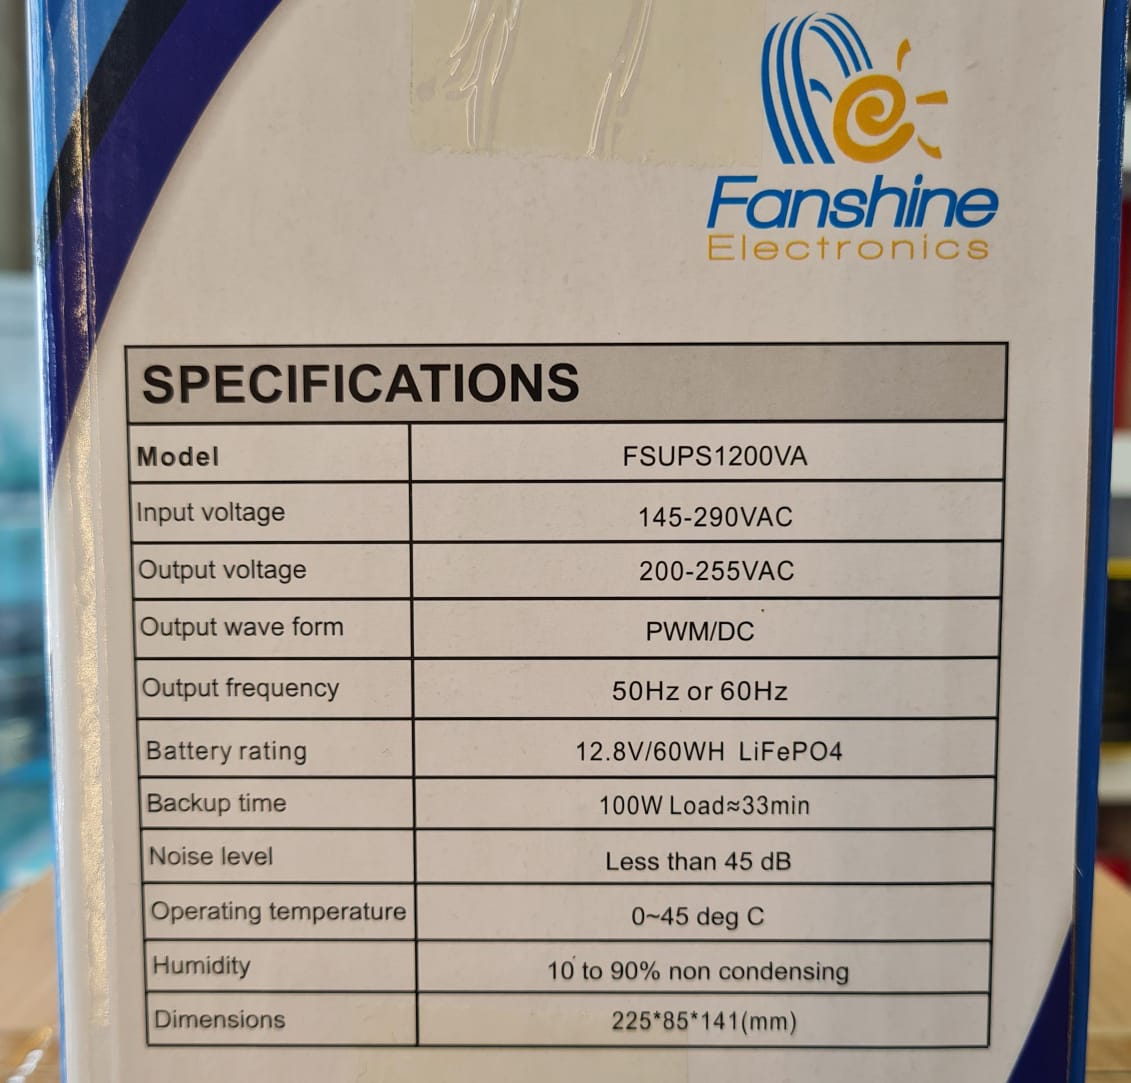 Fanshine
Electronics
SPECIFICATIONS
Model FSUPS1200VA
Input voltage 145-290VAC
Output voltage 200-255VAC
Output wave form PWM/DC
Output frequency 50Hz or 60Hz
Battery rating 12.8V/60WH LiFePO4
Backup time 100W Load≈33min
Noise level Less than 45 dB
Operating temperature 0~45 deg C
Humidity 10 to 90% non condensing
Dimensions 225*85*141(mm)